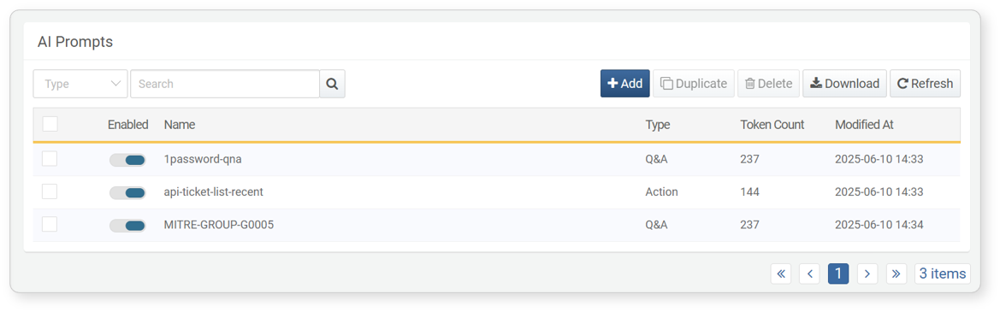 AI Prompts
Type Search Add Duplicate Delete Download Refresh
Enabled Name Type Token Count Modified At
1password-qna Q&A 237 2025-06-10 14:33
api-ticket-list-recent Action 144 2025-06-10 14:33
MITRE-GROUP-G0005 Q&A 237 2025-06-10 14:34
1 3 items